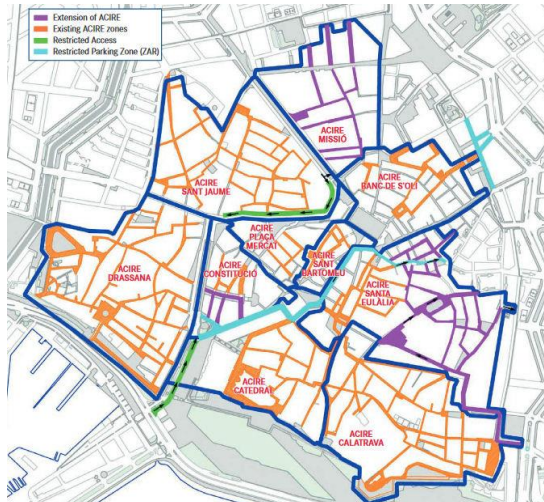 Extension of ACIRE
Existing ACIRE zones
Restricted Access
Restricted Parking Zone (ZAR)
ACIRE
MISSIÓ
ACIRE
SANT JAUME
ACIRE
BANC DE S'OLI
ACIRE
PLAÇA
MERCAT
ACIRE
SANT
BARTOMEU
ACIRE
CONSTITUCIÓ
ACIRE
DRASSANA
ACIRE
SANTA
EULÀLIA
ACIRE
CATEDRAL
ACIRE
CALATRAVA